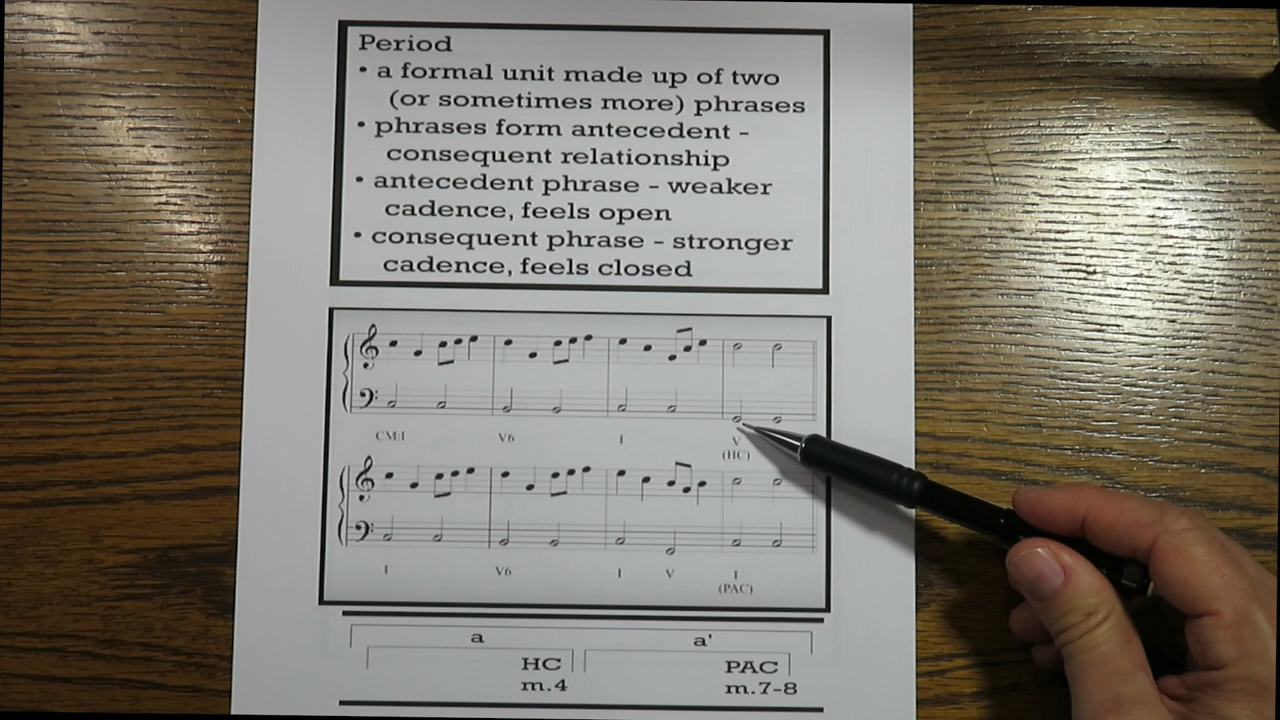 Period
• a formal unit made up of two
(or sometimes more) phrases
• phrases form antecedent -
consequent relationship
• antecedent phrase - weaker
cadence, feels open
• consequent phrase - stronger
cadence, feels closed
CM:I V6 I V
(HC)
I V6 I V I
(PAC)
a a'
HC PAC
m.4 m.7-8